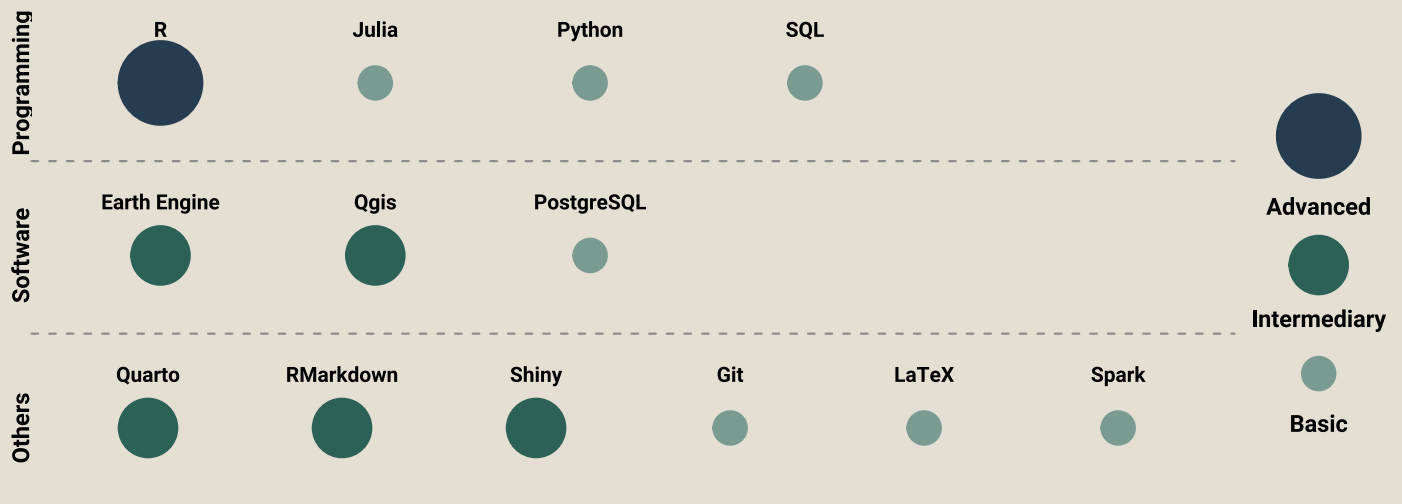 Programming
R
Julia
Python
SQL
Software
Earth Engine
Qgis
PostgreSQL
Others
Quarto
RMarkdown
Shiny
Git
LaTeX
Spark
Advanced
Intermediary
Basic